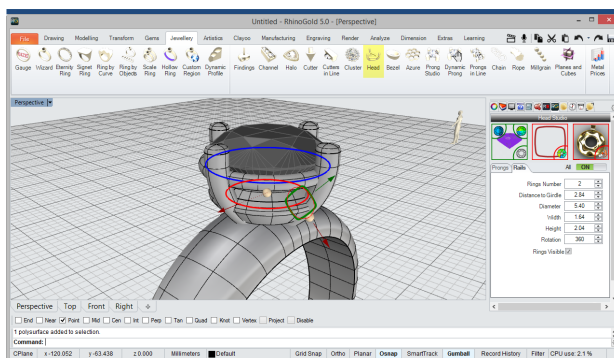 Untitled - RhinoGold 5.0 - [Perspective]
File Drawing Modelling Transform Gems Jewellery Artistics Clayoo Manufacturing Engraving Render Analyze Dimension Extras Learning
Gauge Wizard Eternity Ring Signet Ring Ring by Curve Ring by Objects Scale Ring Hollow Ring Custom Region Dynamic Profile Findings Channel Halo Cutter Cutters in Line Cluster Head Bezel Azure Prong Studio Dynamic Prong Prongs in Line Chain Rope Millgrain Planes and Cubes Metal Prices
Perspective
Head Studio
Prongs Rails All ON
Rings Number 2
Distance to Girdle 2.84
Diameter 5.40
Width 1.64
Height 2.04
Rotation 360
Rings Visible
Perspective Top Front Right
End Near Point Mid Cen Int Perp Tan Quad Knot Vertex Project Disable
1 polysurface added to selection.
Command:
CPlane x -120.052 y -63.438 z 0.000 Millimeters Default Grid Snap Ortho Planar Osnap SmartTrack Gumball Record History Filter CPU use: 2.1 %